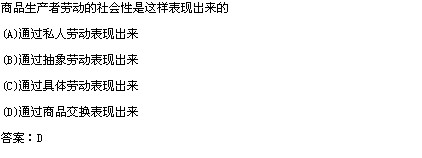 商品生产者劳动的社会性是这样表现出来的
(A)通过私人劳动表现出来
(B)通过抽象劳动表现出来
(C)通过具体劳动表现出来
(D)通过商品交换表现出来
答案：D